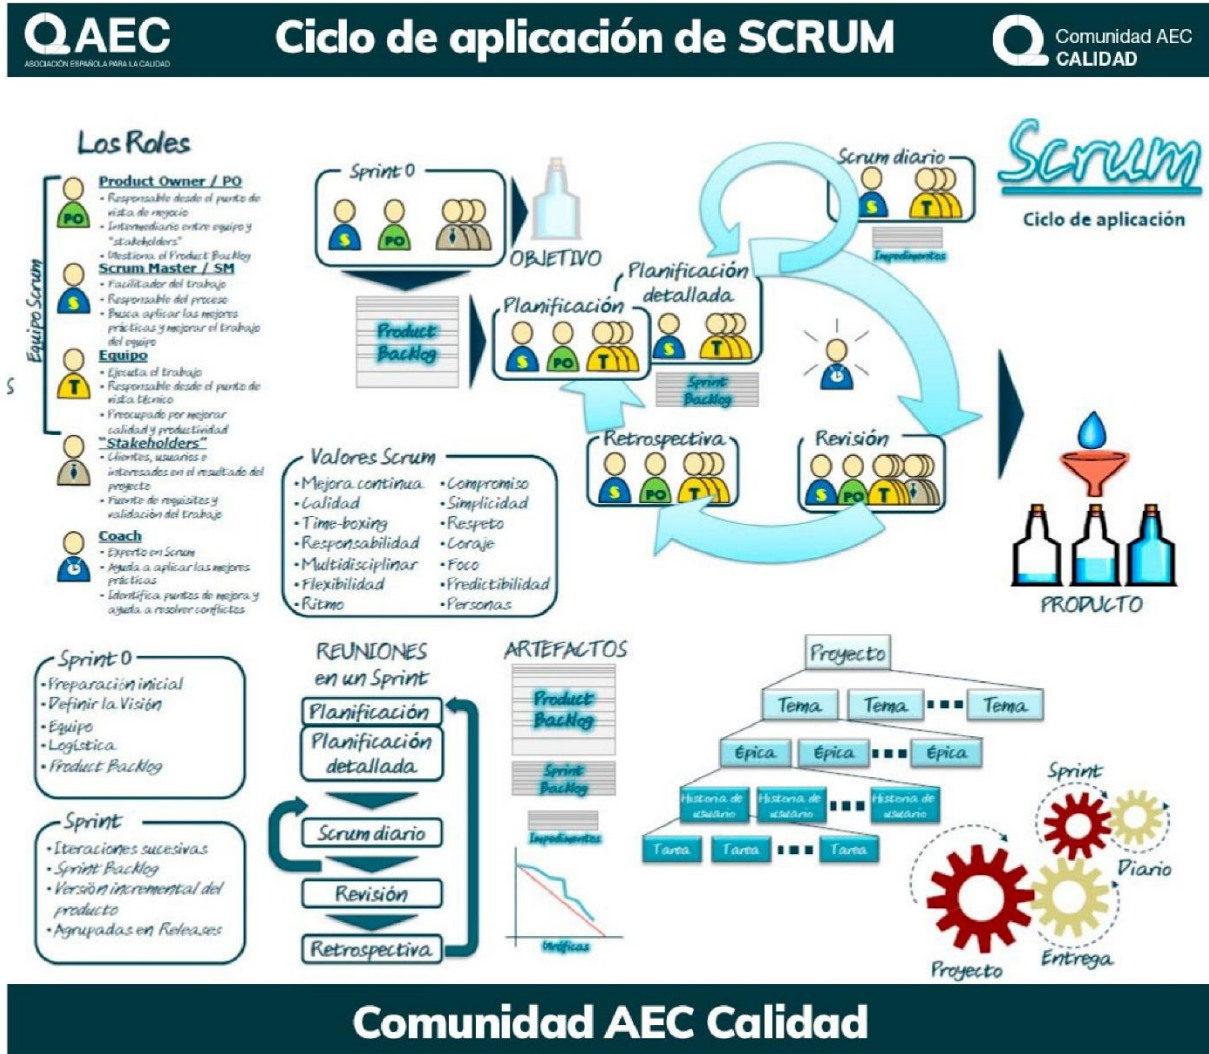 AEC
ASOCIACIÓN ESPAÑOLA PARA LA CALIDAD
Ciclo de aplicación de SCRUM
Comunidad AEC
CALIDAD
Los Roles
Equipo Scrum
Product Owner / PO
• Responsable desde el punto de
vista de negocio
• Intermediario entre equipo y
"stakeholders"
• Gestiona el Product Backlog
PO
Scrum Master / SM
• Facilitador del trabajo
• Responsable del proceso
• Busca aplicar las mejores
prácticas y mejorar el trabajo
del equipo
S
Equipo
• Ejecuta el trabajo
• Responsable desde el punto de
vista técnico
• Preocupado por mejorar
calidad y productividad
T
S
"Stakeholders"
• Clientes, usuarios e
interesados en el resultado del
proyecto
• Fuente de requisitos y
validación del trabajo
Coach
• Experto en Scrum
• Ayuda a aplicar las mejores
prácticas
• Identifica puntos de mejora y
ayuda a resolver conflictos
Sprint 0
S PO
OBJETIVO
Product
Backlog
Planificación
S PO T
Planificación
detallada
S T
Sprint
Backlog
Scrum diario
S T
Impedimentos
Scrum
Ciclo de aplicación
Retrospectiva
S PO T
Revisión
S PO T
PRODUCTO
Valores Scrum
• Mejora continua
• Calidad
• Time-boxing
• Responsabilidad
• Multidisciplinar
• Flexibilidad
• Ritmo
• Compromiso
• Simplicidad
• Respeto
• Coraje
• Foco
• Predictibilidad
• Personas
Sprint 0
• Preparación inicial
• Definir la Visión
• Equipo
• Logística
• Product Backlog
Sprint
• Iteraciones sucesivas
• Sprint Backlog
• Versión incremental del
producto
• Agrupadas en Releases
REUNIONES
en un Sprint
Planificación
Planificación
detallada
Scrum diario
Revisión
Retrospectiva
ARTEFACTOS
Product
Backlog
Sprint
Backlog
Impedimentos
Gráficas
Proyecto
Tema Tema Tema
Épica Épica Épica
Historia de usuario Historia de usuario Historia de usuario
Tarea Tarea Tarea
Sprint
Diario
Entrega
Proyecto
Comunidad AEC Calidad